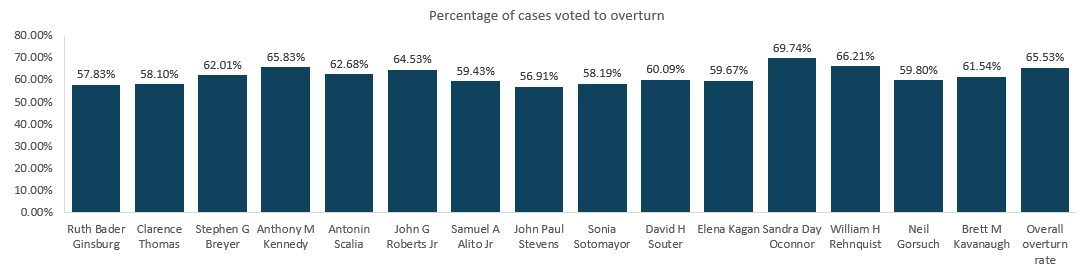 Percentage of cases voted to overturn
80.00%
70.00%
60.00%
50.00%
40.00%
30.00%
20.00%
10.00%
0.00%
57.83%
58.10%
62.01%
65.83%
62.68%
64.53%
59.43%
56.91%
58.19%
60.09%
59.67%
69.74%
66.21%
59.80%
61.54%
65.53%
Ruth Bader
Ginsburg
Clarence
Thomas
Stephen G
Breyer
Anthony M
Kennedy
Antonin
Scalia
John G
Roberts Jr
Samuel A
Alito Jr
John Paul
Stevens
Sonia
Sotomayor
David H
Souter
Elena Kagan
Sandra Day
Oconnor
William H
Rehnquist
Neil
Gorsuch
Brett M
Kavanaugh
Overall
overturn
rate